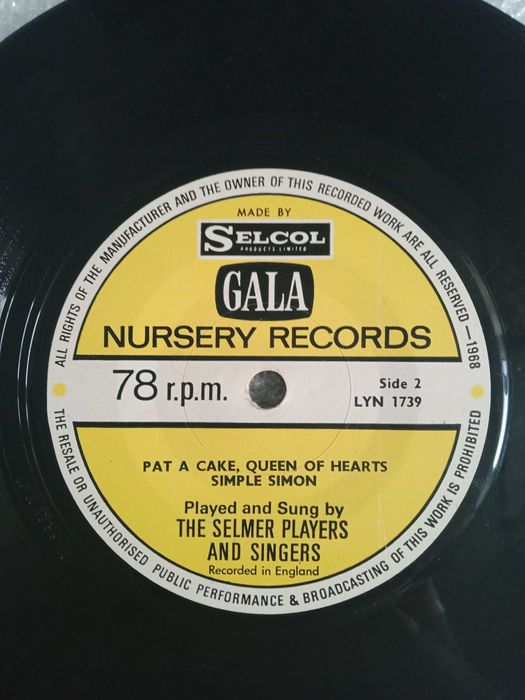 ALL RIGHTS OF THE MANUFACTURER AND THE OWNER OF THIS RECORDED WORK ARE ALL RESERVED—1968
MADE BY
SELCOL
PRODUCTS LIMITED
GALA
NURSERY RECORDS
78 r.p.m.
Side 2
LYN 1739
PAT A CAKE, QUEEN OF HEARTS
SIMPLE SIMON
Played and Sung by
THE SELMER PLAYERS
AND SINGERS
Recorded in England
THE RESALE OR UNAUTHORISED PUBLIC PERFORMANCE & BROADCASTING OF THIS WORK IS PROHIBITED